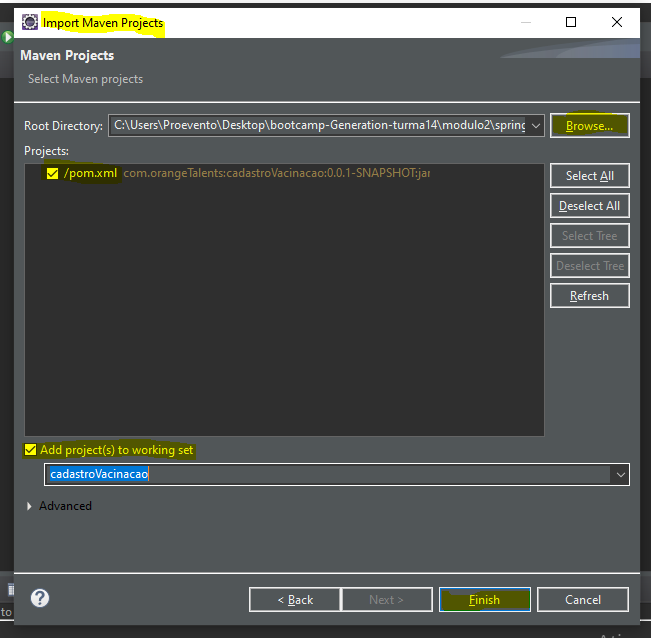 Import Maven Projects
Maven Projects
Select Maven projects
Root Directory: C:\Users\Proevento\Desktop\bootcamp-Generation-turma14\modulo2\spring Browse...
Projects:
/pom.xml com.orangeTalents:cadastroVacinacao:0.0.1-SNAPSHOT:jar
Select All
Deselect All
Select Tree
Deselect Tree
Refresh
Add project(s) to working set
cadastroVacinacao
Advanced
? < Back Next > Finish Cancel
to